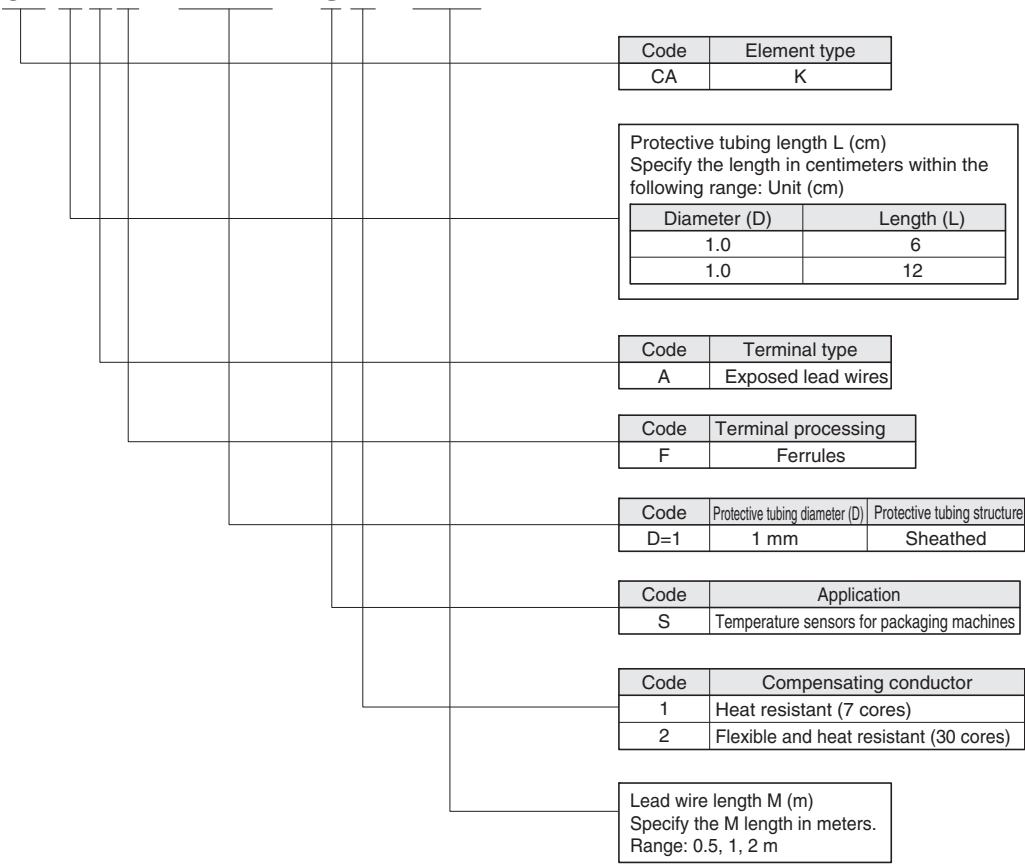 Code Element type
CA K
Protective tubing length L (cm)
Specify the length in centimeters within the
following range: Unit (cm)
Diameter (D) Length (L)
1.0 6
1.0 12
Code Terminal type
A Exposed lead wires
Code Terminal processing
F Ferrules
Code Protective tubing diameter (D) Protective tubing structure
D=1 1 mm Sheathed
Code Application
S Temperature sensors for packaging machines
Code Compensating conductor
1 Heat resistant (7 cores)
2 Flexible and heat resistant (30 cores)
Lead wire length M (m)
Specify the M length in meters.
Range: 0.5, 1, 2 m